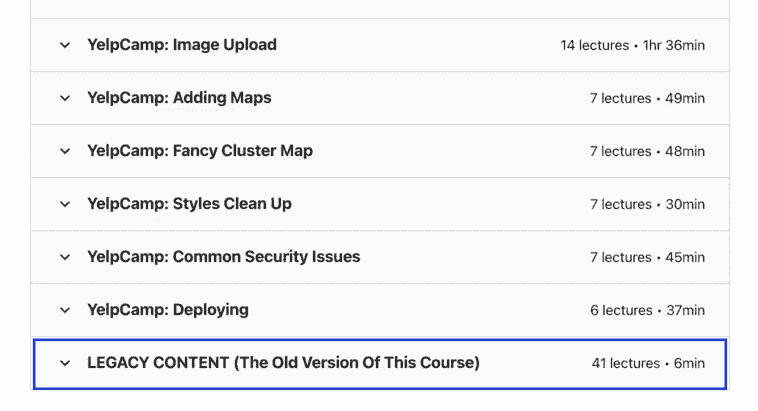 YelpCamp: Image Upload 14 lectures • 1hr 36min
YelpCamp: Adding Maps 7 lectures • 49min
YelpCamp: Fancy Cluster Map 7 lectures • 48min
YelpCamp: Styles Clean Up 7 lectures • 30min
YelpCamp: Common Security Issues 7 lectures • 45min
YelpCamp: Deploying 6 lectures • 37min
LEGACY CONTENT (The Old Version Of This Course) 41 lectures • 6min